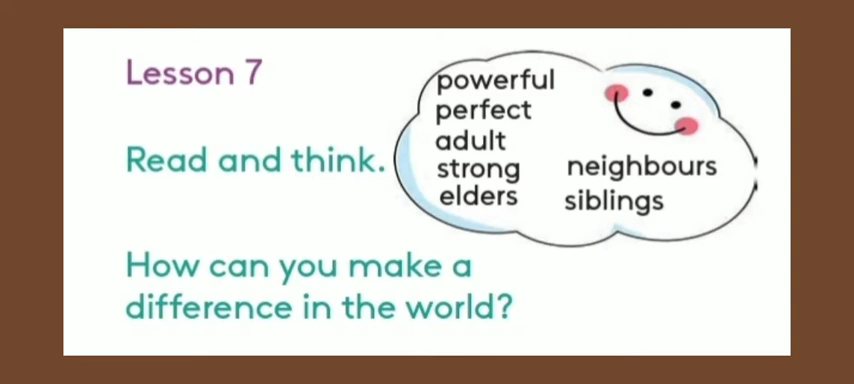 Lesson 7
Read and think.
powerful
perfect
adult
strong
elders
neighbours
siblings
How can you make a
difference in the world?